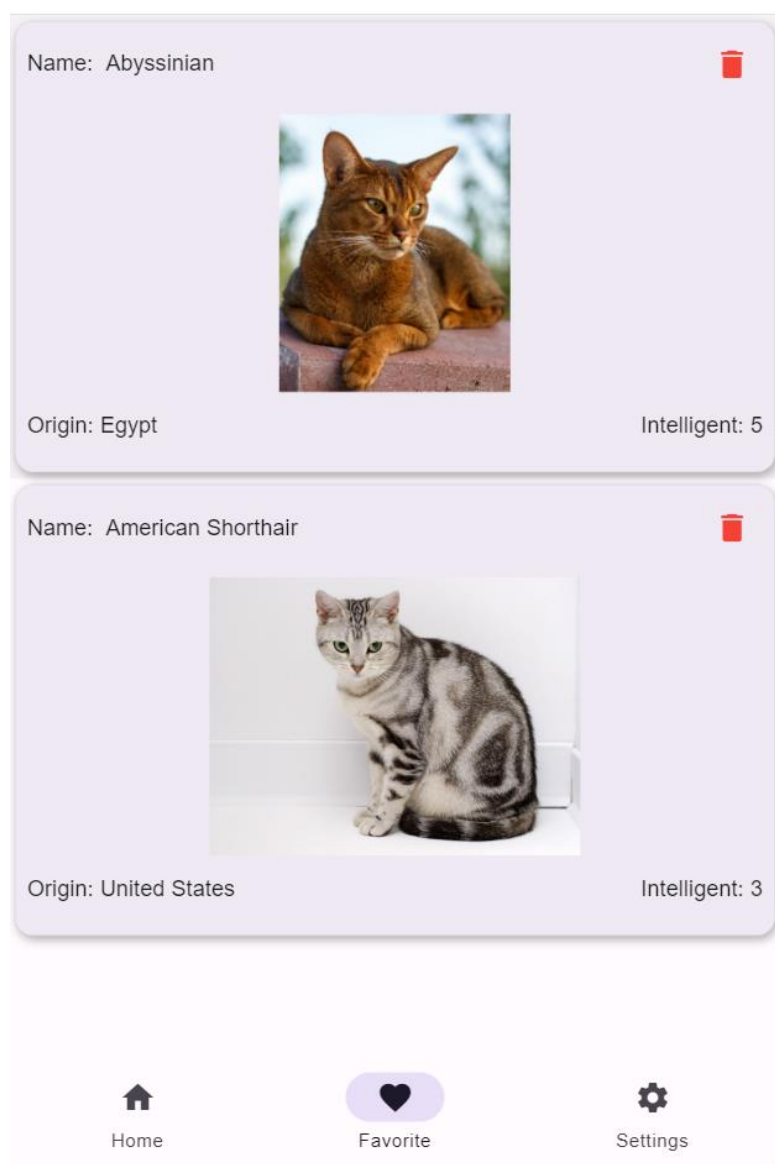 Name: Abyssinian
Origin: Egypt Intelligent: 5
Name: American Shorthair
Origin: United States Intelligent: 3
Home Favorite Settings